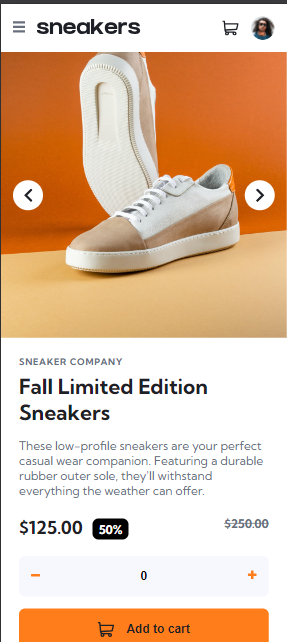 sneakers
SNEAKER COMPANY
Fall Limited Edition
Sneakers
These low-profile sneakers are your perfect
casual wear companion. Featuring a durable
rubber outer sole, they'll withstand
everything the weather can offer.
$125.00 50% $250.00
− 0 +
Add to cart